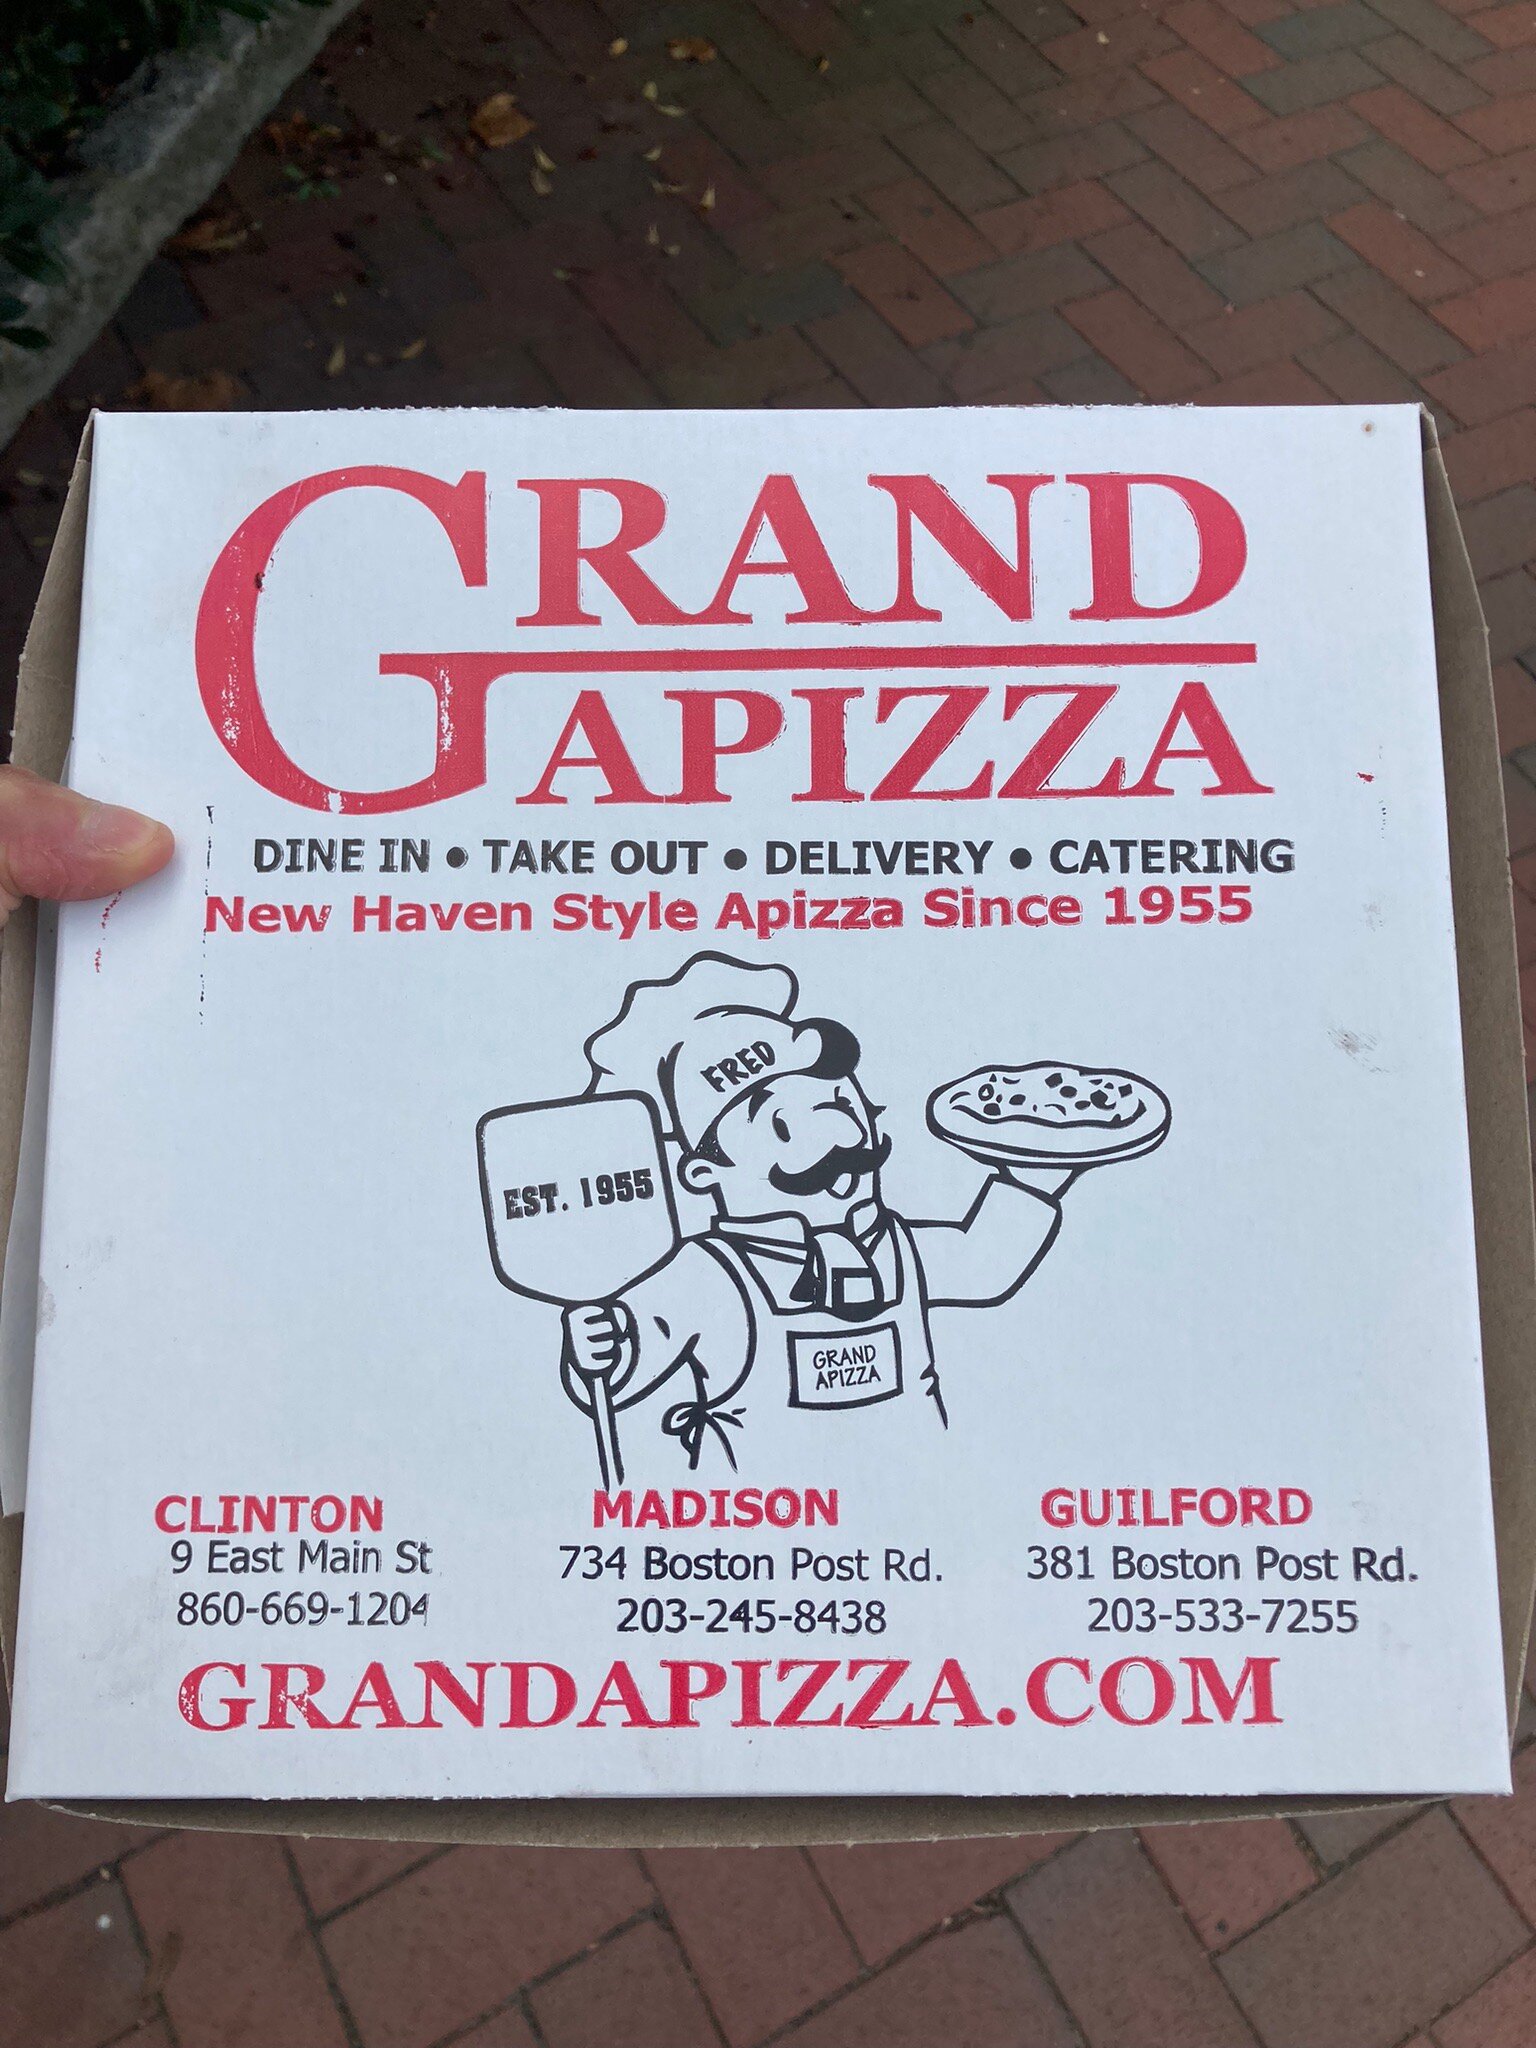 GRAND
APIZZA
DINE IN • TAKE OUT • DELIVERY • CATERING
New Haven Style Apizza Since 1955
FRED
EST. 1955
GRAND
APIZZA
CLINTON
9 East Main St
860-669-1204
MADISON
734 Boston Post Rd.
203-245-8438
GUILFORD
381 Boston Post Rd.
203-533-7255
GRANDAPIZZA.COM